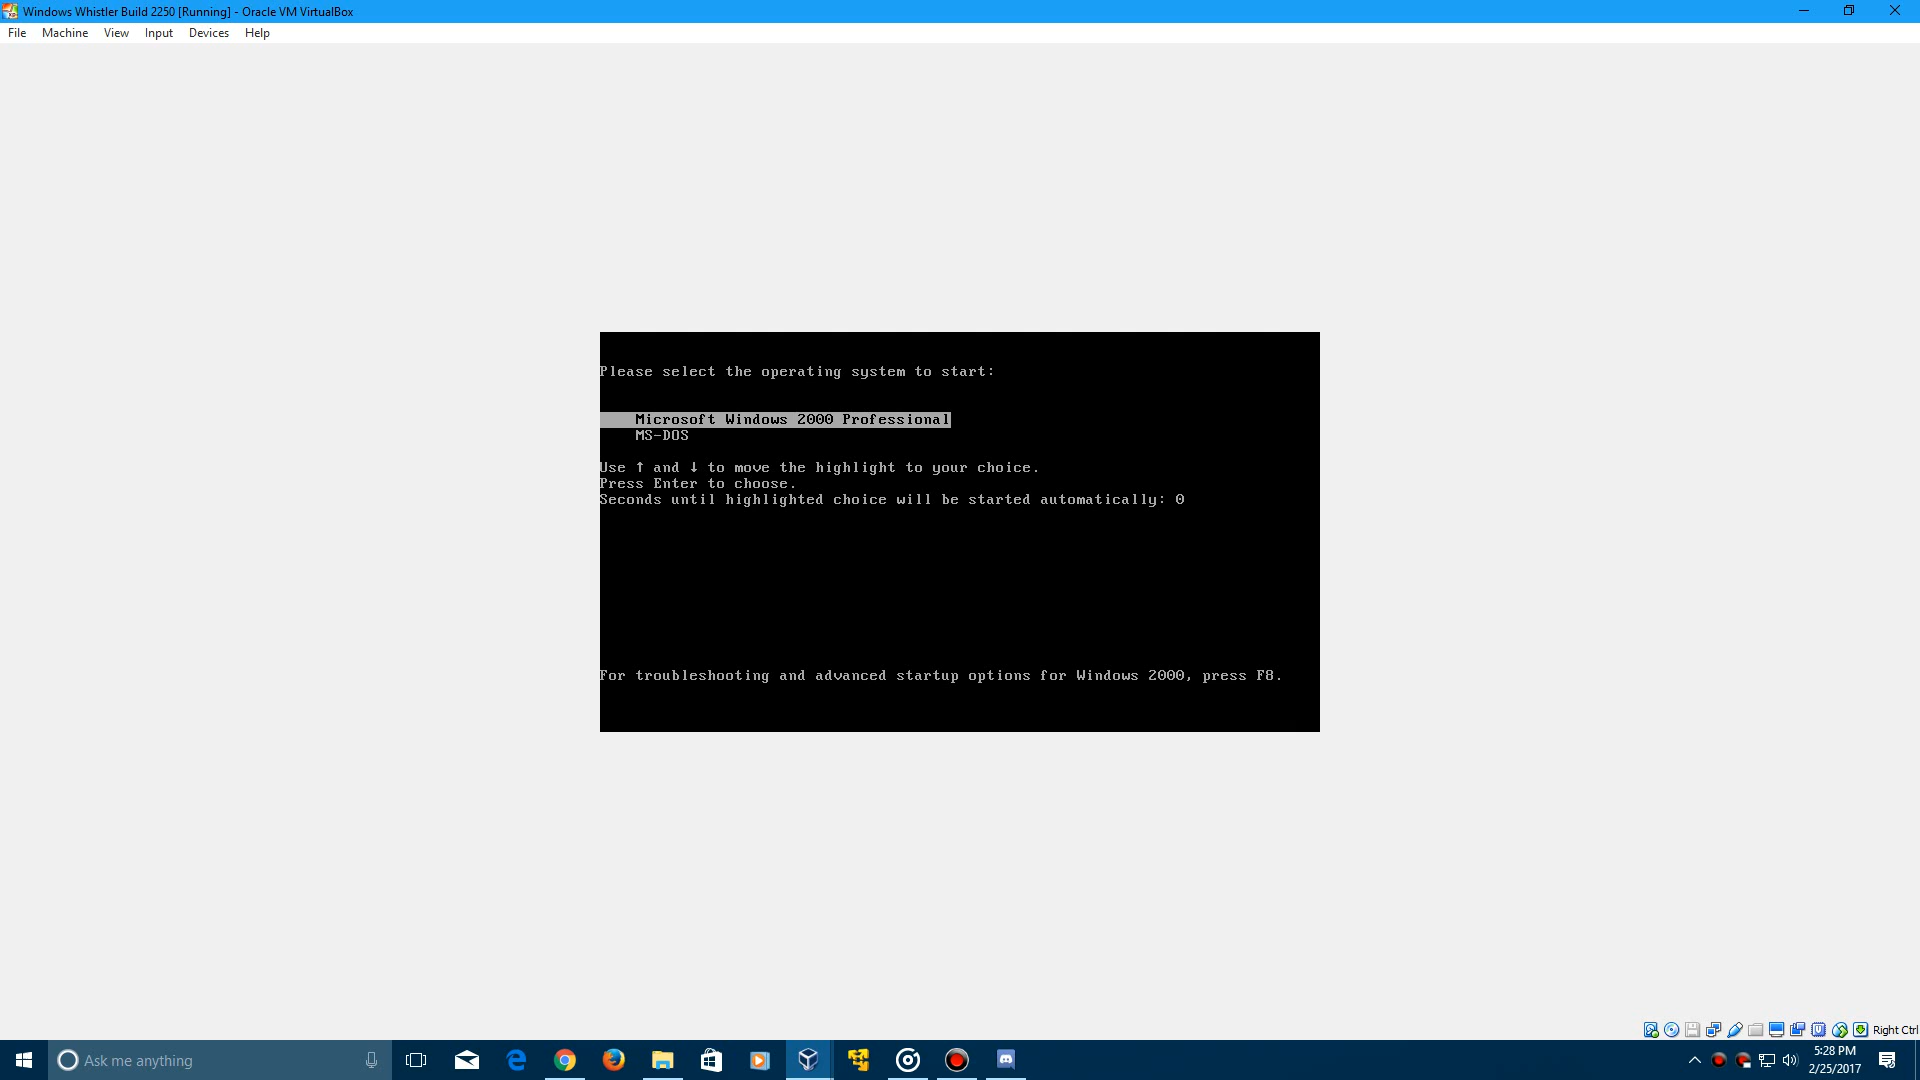 Windows Whistler Build 2250 [Running] - Oracle VM VirtualBox
File Machine View Input Devices Help
Please select the operating system to start:
Microsoft Windows 2000 Professional
MS-DOS
Use ↑ and ↓ to move the highlight to your choice.
Press Enter to choose.
Seconds until highlighted choice will be started automatically: 0
For troubleshooting and advanced startup options for Windows 2000, press F8.
Right Ctrl
Ask me anything
5:28 PM
2/25/2017